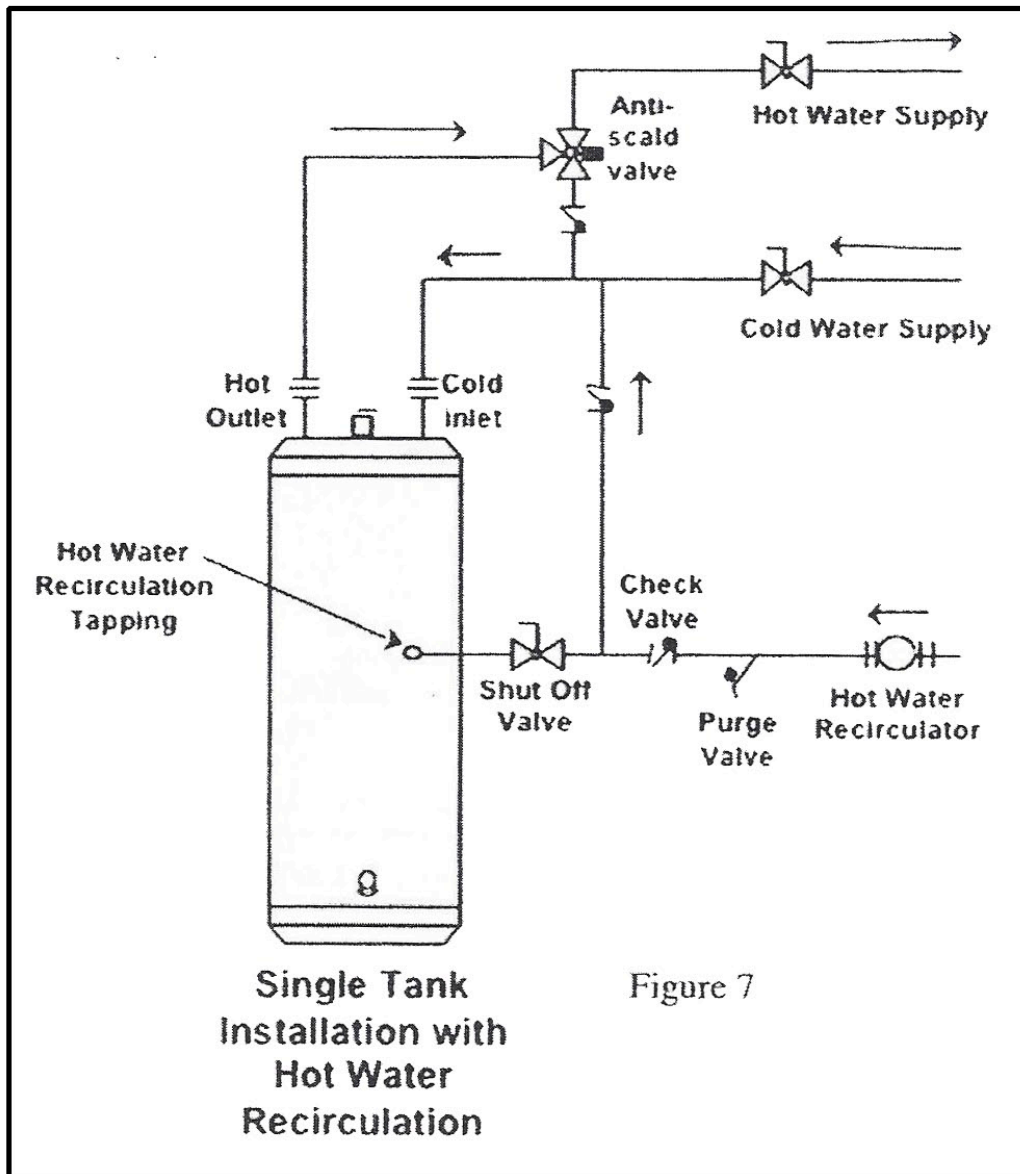 Anti-
scald
valve
Hot Water Supply
Cold Water Supply
Hot
Outlet
Cold
Inlet
Hot Water
Recirculation
Tapping
Check
Valve
Shut Off
Valve
Purge
Valve
Hot Water
Recirculator
Single Tank
Installation with
Hot Water
Recirculation
Figure 7